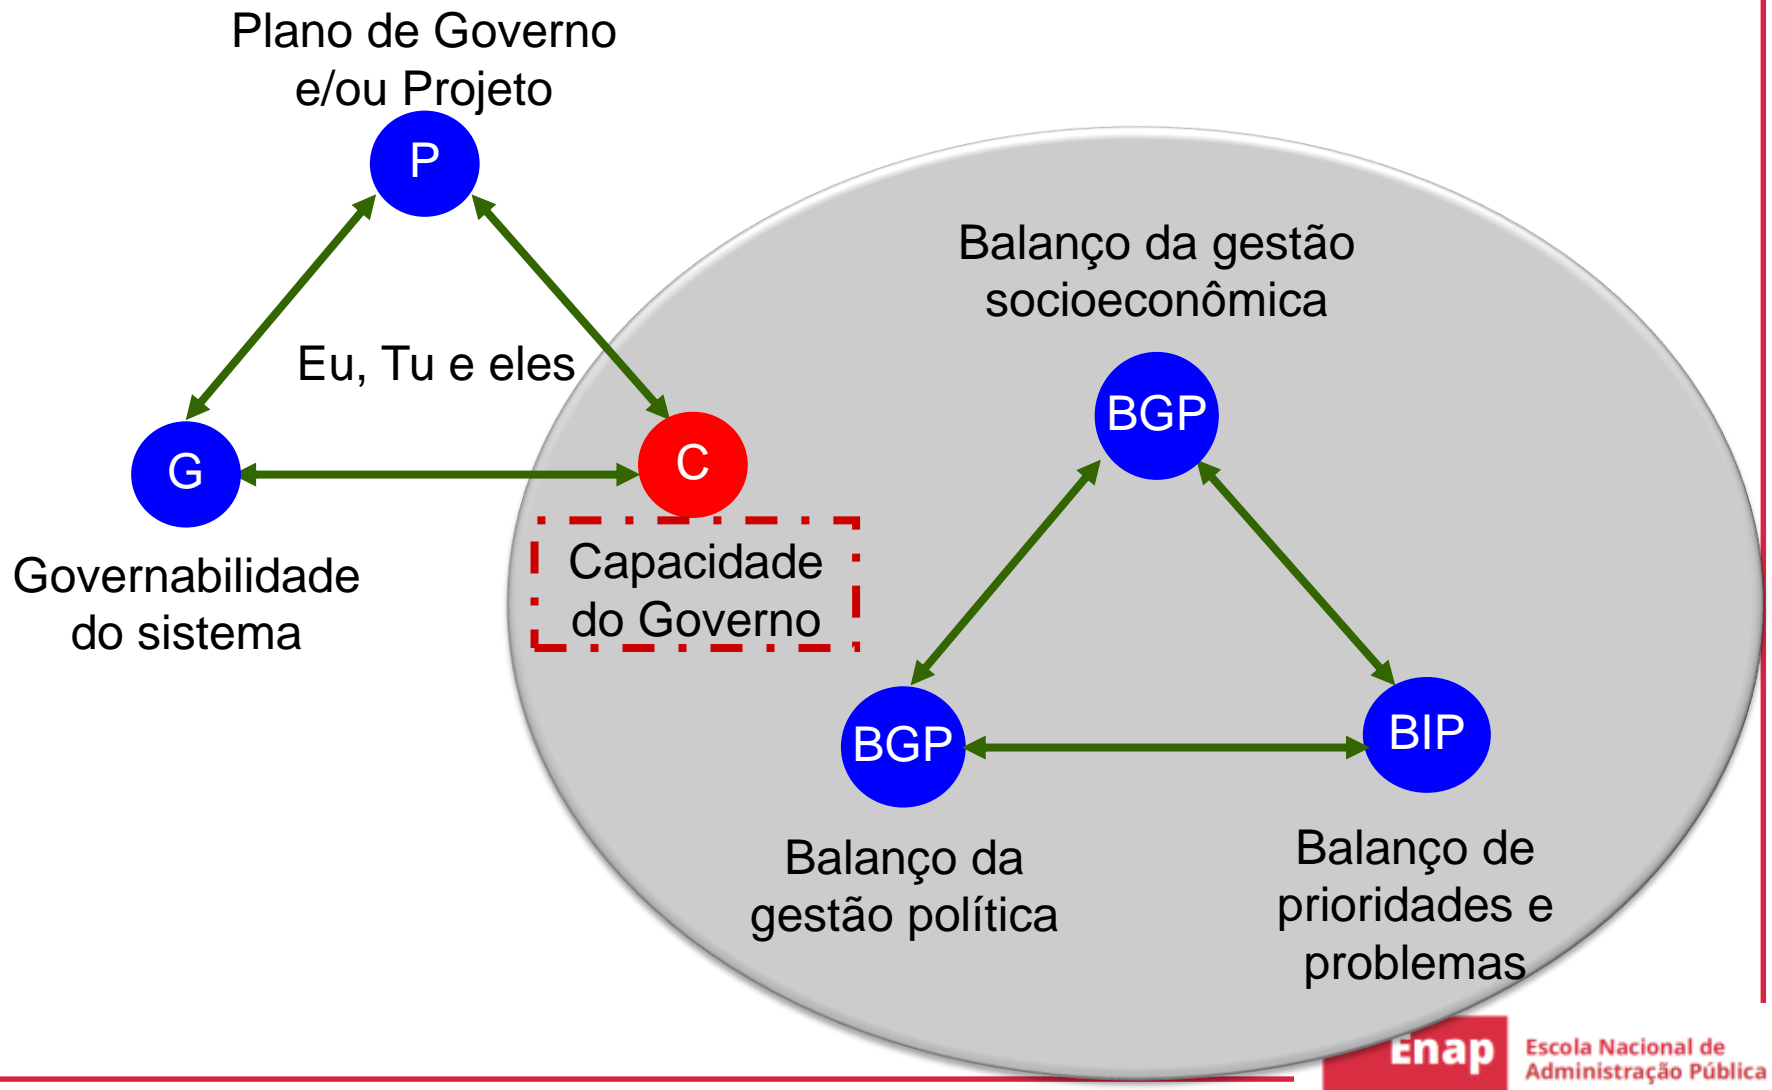 Plano de Governo
e/ou Projeto
P
Eu, Tu e eles
G
C
Governabilidade
do sistema
Capacidade
do Governo
Balanço da gestão
socioeconômica
BGP
BGP
BIP
Balanço da
gestão política
Balanço de
prioridades e
problemas
Enap
Escola Nacional de
Administração Pública